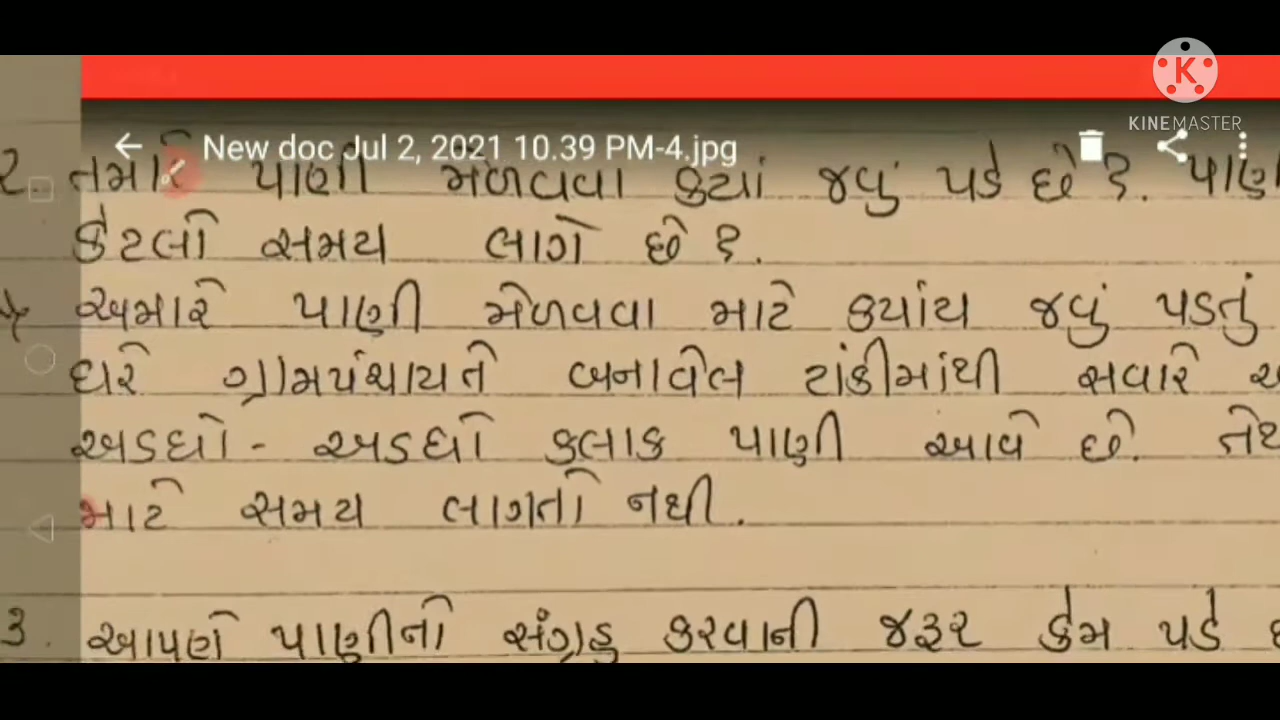 New doc Jul 2, 2021 10.39 PM-4.jpg
KINEMASTER
૨. તમારે પાણી મેળવવા ક્યાં જવું પડે છે ?. પાણી
કેટલો સમય લાગે છે ?.
અમારે પાણી મેળવવા માટે ક્યાંય જવું પડતું
ઘરે ગ્રામપંચાયતે બનાવેલ ટાંકીમાંથી સવારે
અડધો - અડધો કલાક પાણી આવે છે.
માટે સમય લાગતો નથી.
૩. આપણે પાણીનો સંગ્રહ કરવાની જરૂર કેમ પડે